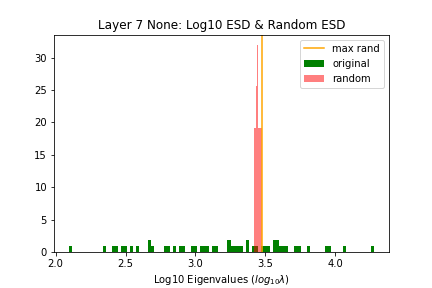 Layer 7 None: Log10 ESD & Random ESD
max rand
original
random
30
25
20
15
10
5
0
2.0 2.5 3.0 3.5 4.0
Log10 Eigenvalues (log10λ)